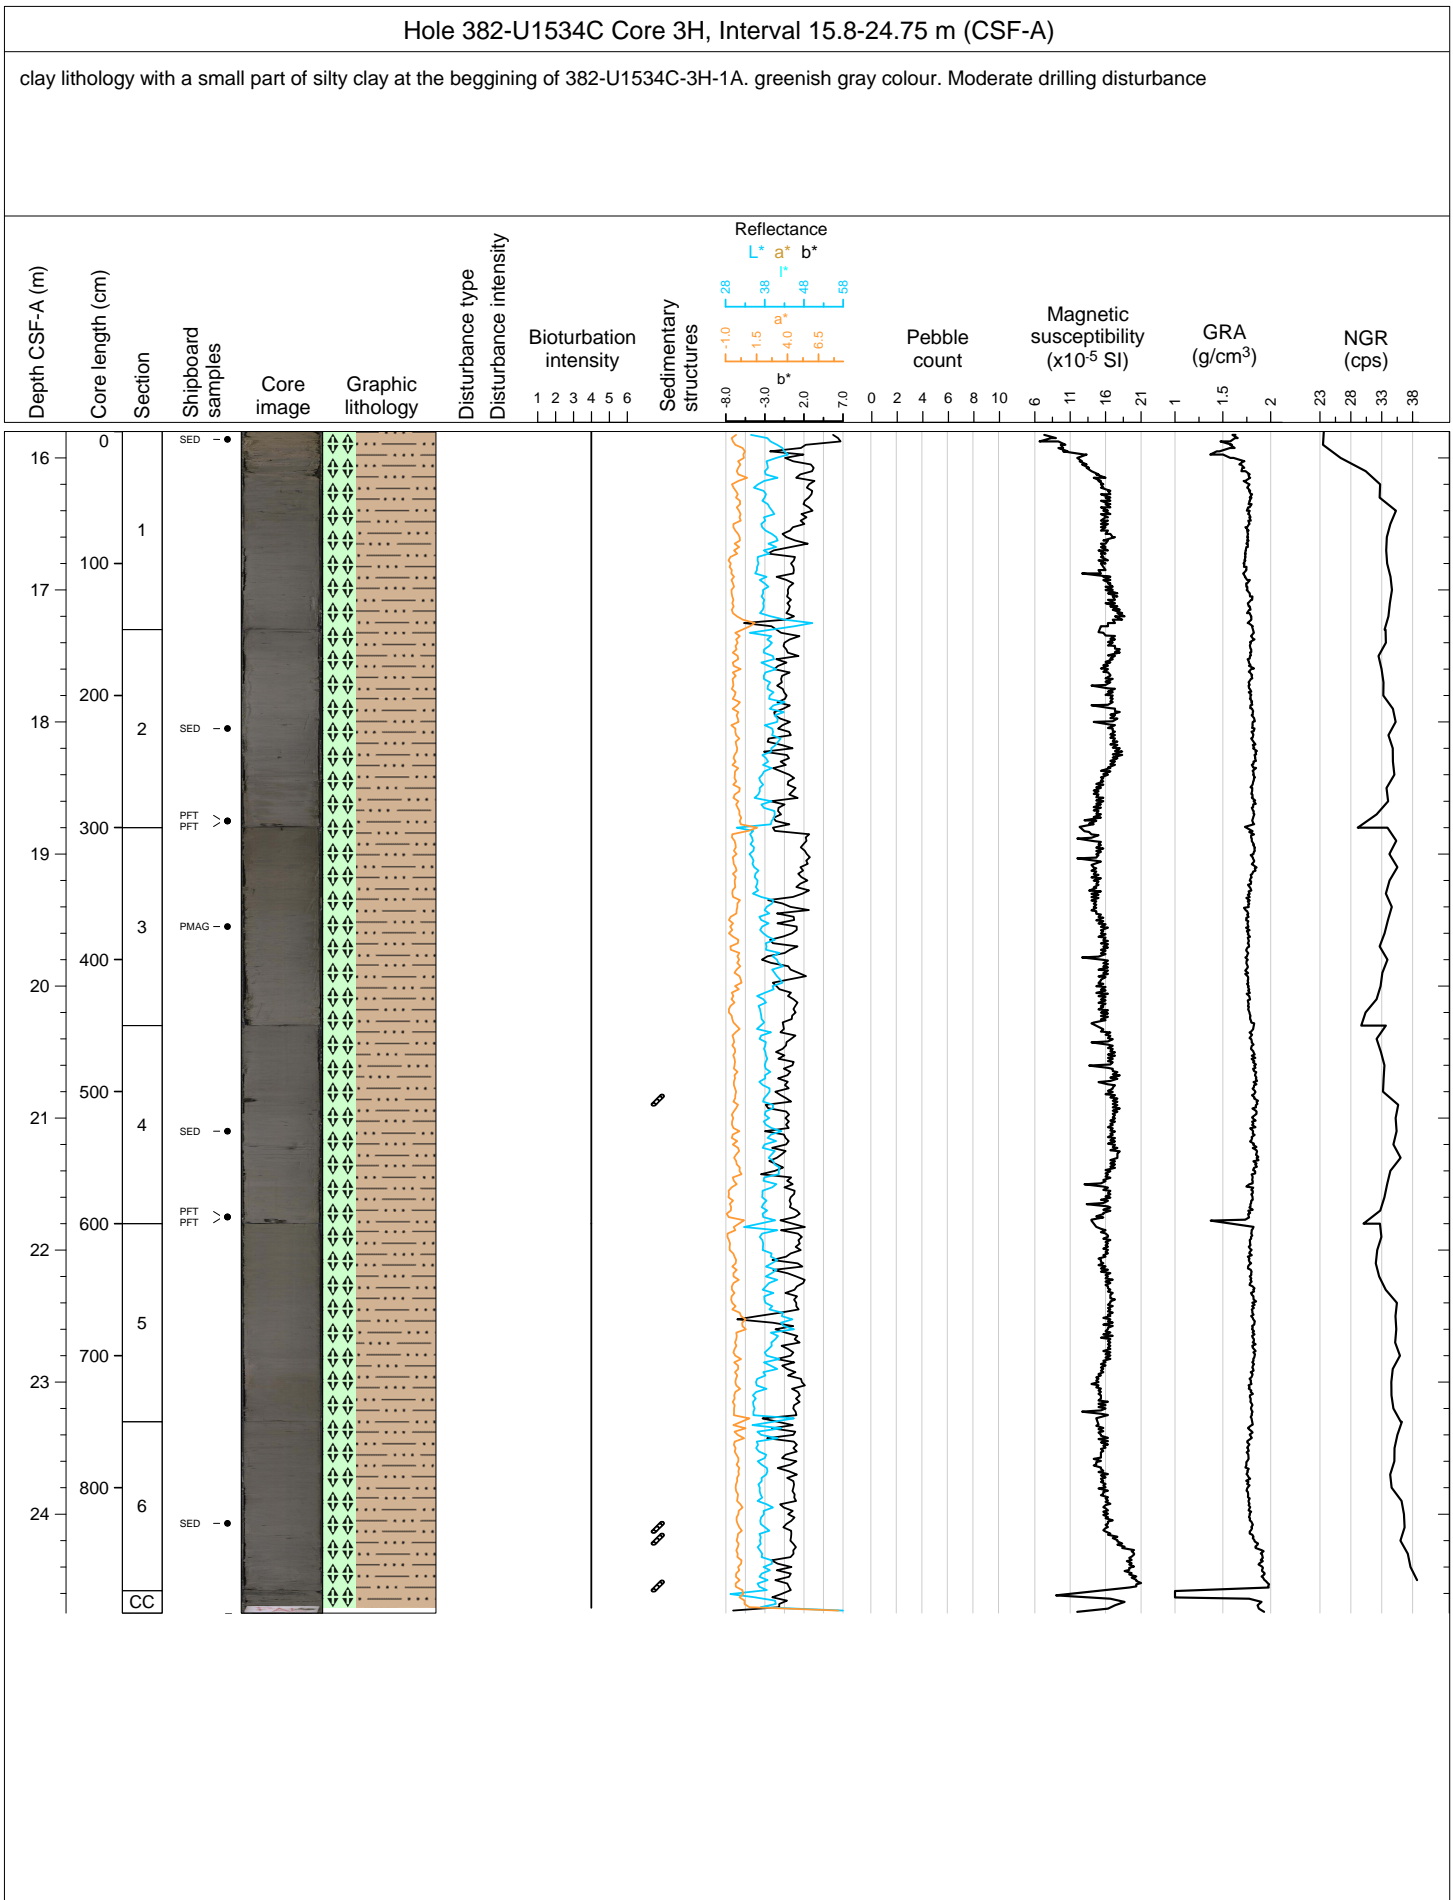 Hole 382-U1534C Core 3H, Interval 15.8-24.75 m (CSF-A)
clay lithology with a small part of silty clay at the beggining of 382-U1534C-3H-1A. greenish gray colour. Moderate drilling disturbance
Depth CSF-A (m)
Core length (cm)
Section
Shipboard
samples
Core
image
Graphic
lithology
Disturbance type
Disturbance intensity
Bioturbation
intensity
1 2 3 4 5 6
Sedimentary
structures
Reflectance
L* a* b*
l*
28 38 48 58
a*
-1.0 1.5 4.0 6.5
b*
-8.0 -3.0 2.0 7.0
Pebble
count
0 2 4 6 8 10
Magnetic
susceptibility
(x10-5 SI)
6 11 16 21
GRA
(g/cm3)
1 1.5 2
NGR
(cps)
23 28 33 38
0
SED
16
1
100
17
200
18
2
SED
PFT
PFT
300
19
3
PMAG
400
20
500
21
4
SED
PFT
PFT
600
22
5
700
23
800
6
24
SED
CC